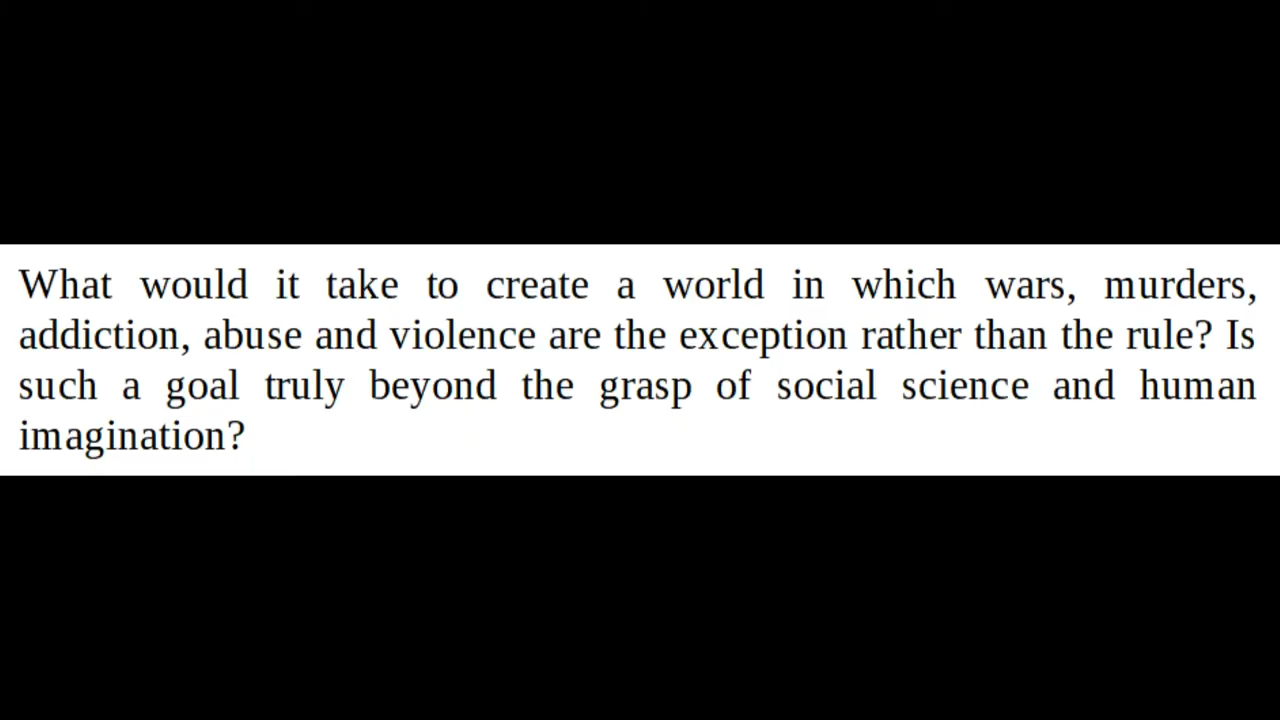 What would it take to create a world in which wars, murders,
addiction, abuse and violence are the exception rather than the rule? Is
such a goal truly beyond the grasp of social science and human
imagination?